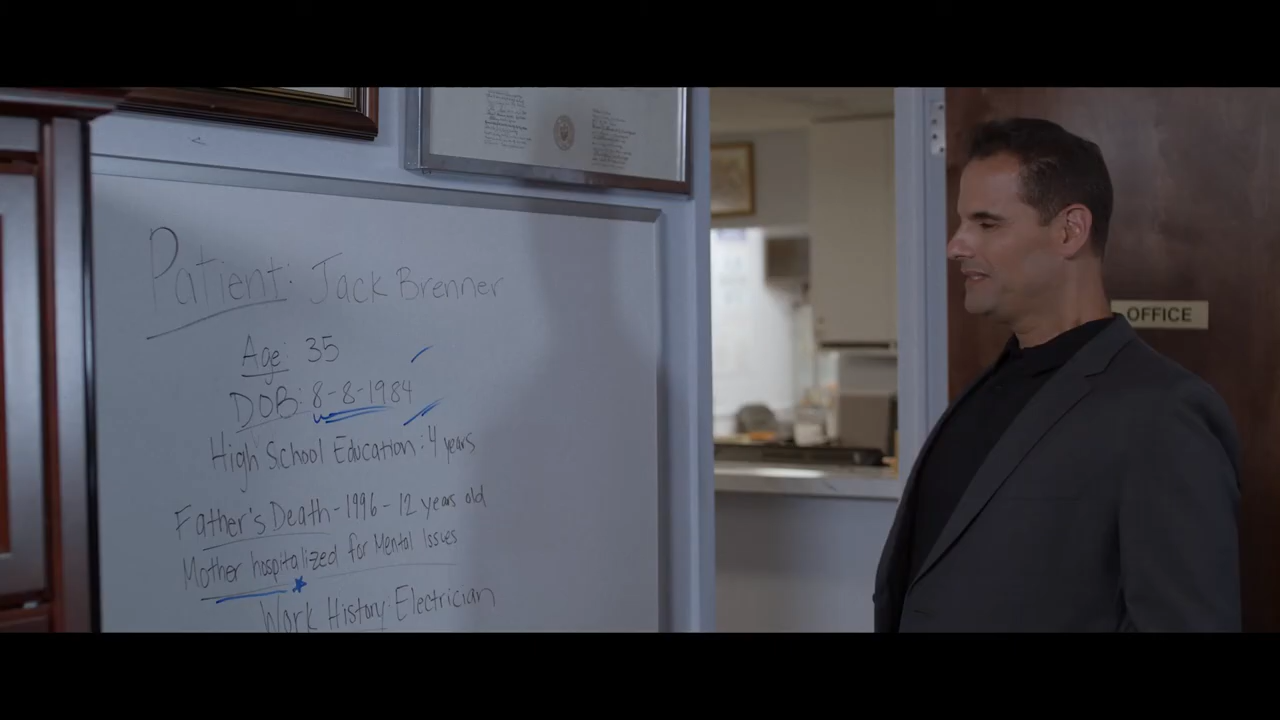 Patient: Jack Brenner
Age: 35
DOB: 8-8-1984
High School Education: 4 years
Father's Death - 1996 - 12 years old
Mother hospitalized for Mental Issues
Work History: Electrician
OFFICE